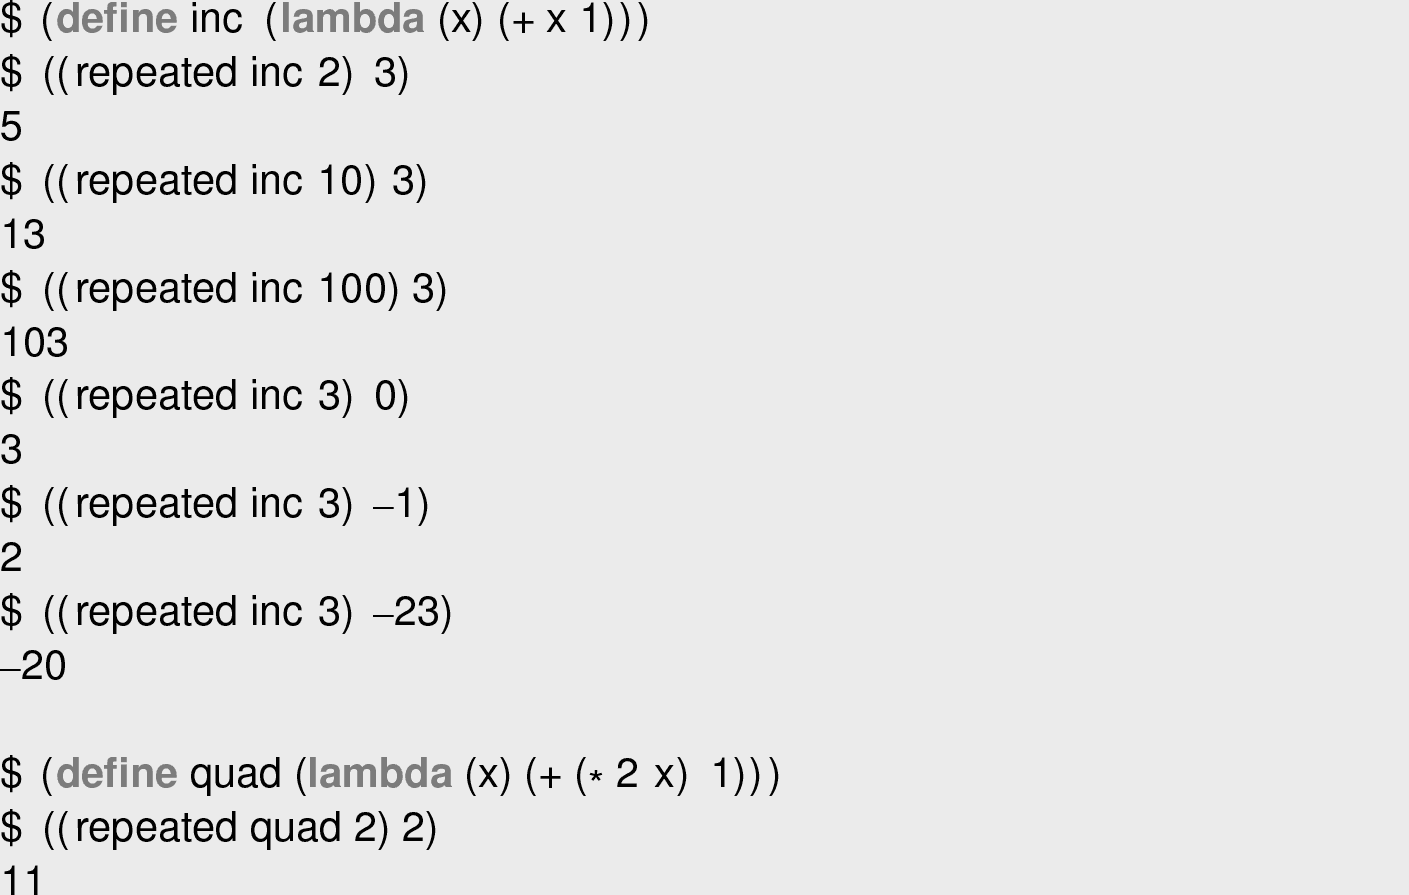 $ (define inc (lambda (x) (+ x 1)))
$ ((repeated inc 2) 3)
5
$ ((repeated inc 10) 3)
13
$ ((repeated inc 100) 3)
103
$ ((repeated inc 3) 0)
3
$ ((repeated inc 3) –1)
2
$ ((repeated inc 3) –23)
–20
$ (define quad (lambda (x) (+ (* 2 x) 1)))
$ ((repeated quad 2) 2)
11